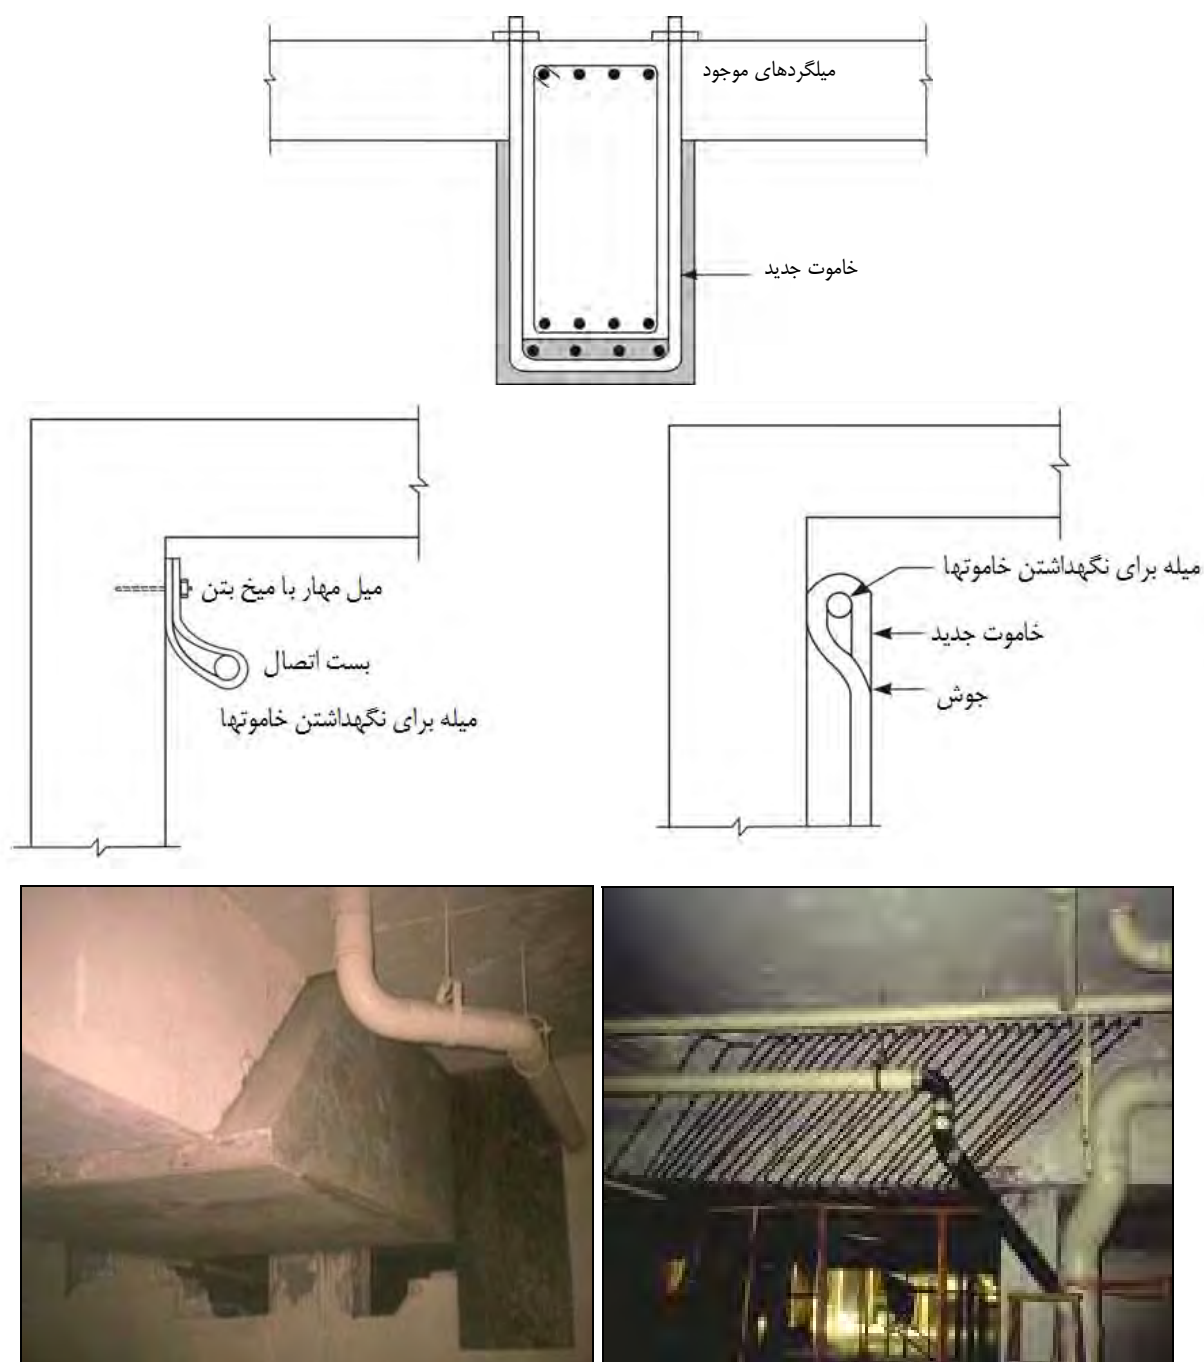 میلگردهای موجود
خاموت جدید
میل مهار با میخ بتن
بست اتصال
میله برای نگهداشتن خاموتها
میله برای نگهداشتن خاموتها
خاموت جدید
جوش